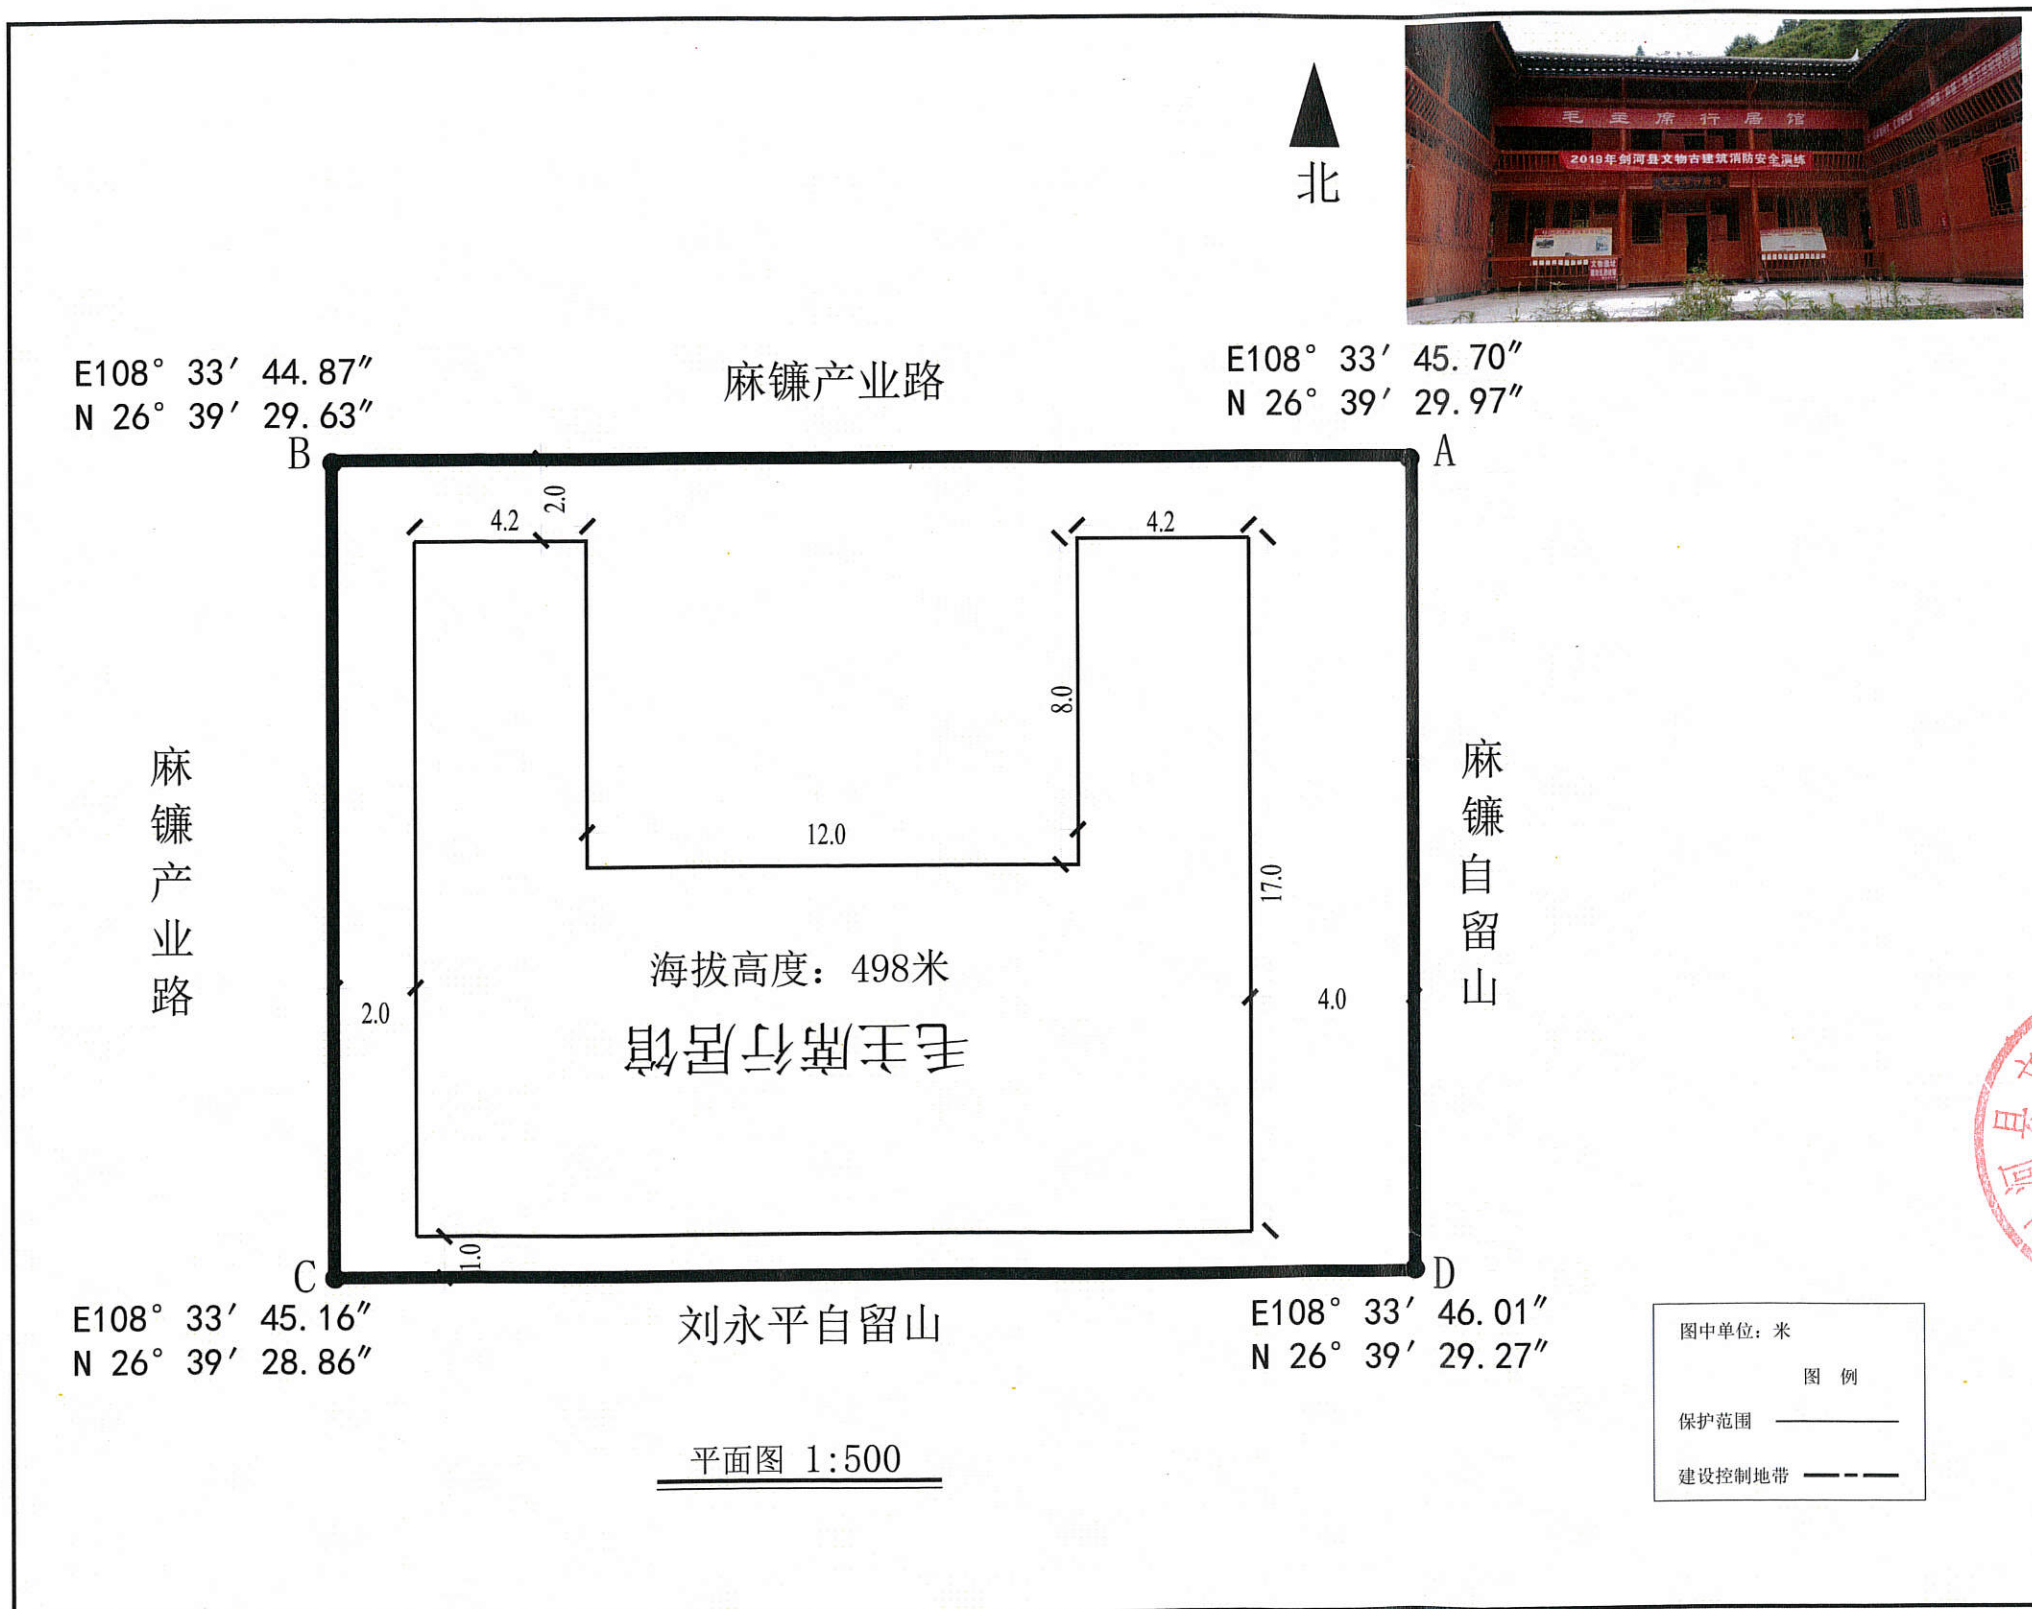 毛主席行居馆
2019年剑河县文物古建筑消防安全演练
北
E108° 33′ 44.87″
N 26° 39′ 29.63″
麻镰产业路
E108° 33′ 45.70″
N 26° 39′ 29.97″
B
A
4.2
2.0
4.2
8.0
12.0
17.0
麻镰产业路
麻镰自留山
海拔高度：498米
毛主席行居馆
2.0
4.0
1.0
C
D
E108° 33′ 45.16″
N 26° 39′ 28.86″
刘永平自留山
E108° 33′ 46.01″
N 26° 39′ 29.27″
平面图 1:500
图中单位：米
图 例
保护范围
建设控制地带
河县文